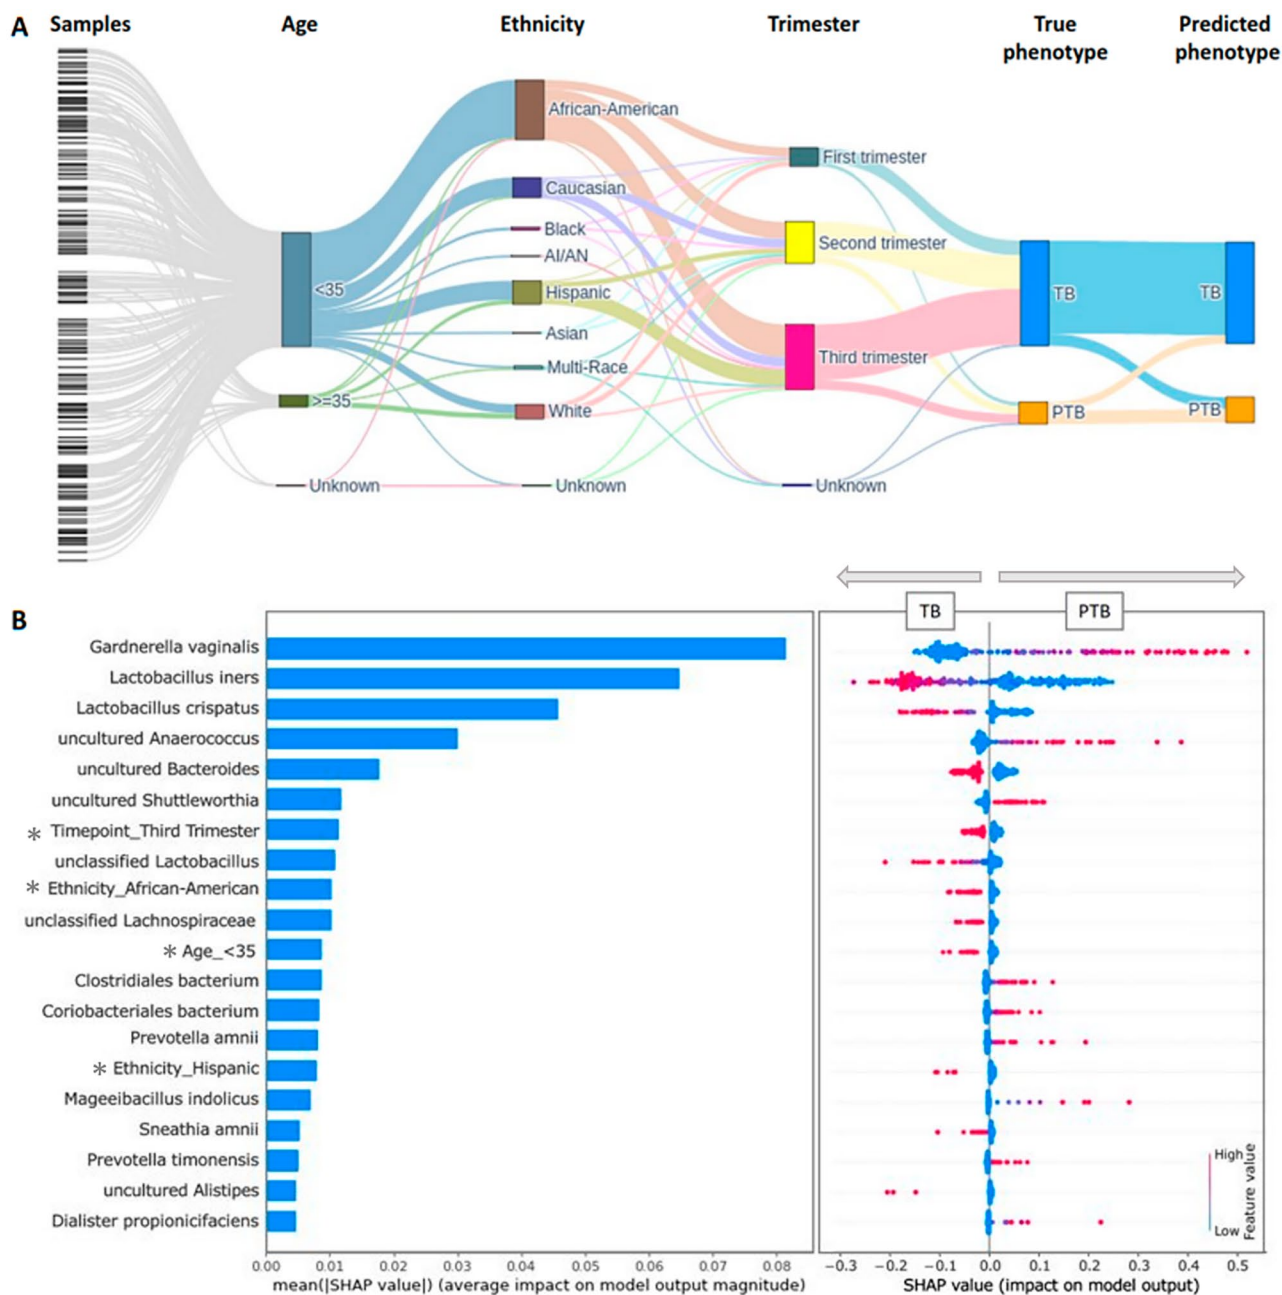 A
Samples
Age
Ethnicity
Trimester
True
phenotype
Predicted
phenotype
African-American
First trimester
Caucasian
Black
Second trimester
AI/AN
<35
Hispanic
TB
TB
Asian
Third trimester
Multi-Race
>=35
White
PTB
PTB
Unknown
Unknown
Unknown
B
TB
PTB
Gardnerella vaginalis
Lactobacillus iners
Lactobacillus crispatus
uncultured Anaerococcus
uncultured Bacteroides
uncultured Shuttleworthia
* Timepoint_Third Trimester
unclassified Lactobacillus
* Ethnicity_African-American
unclassified Lachnospiraceae
* Age_<35
Clostridiales bacterium
Coriobacteriales bacterium
Prevotella amnii
* Ethnicity_Hispanic
Mageeibacillus indolicus
Sneathia amnii
Prevotella timonensis
uncultured Alistipes
Dialister propionicifaciens
High
Feature value
Low
0.00 0.01 0.02 0.03 0.04 0.05 0.06 0.07 0.08
mean(|SHAP value|) (average impact on model output magnitude)
−0.3 −0.2 −0.1 0.0 0.1 0.2 0.3 0.4 0.5
SHAP value (impact on model output)